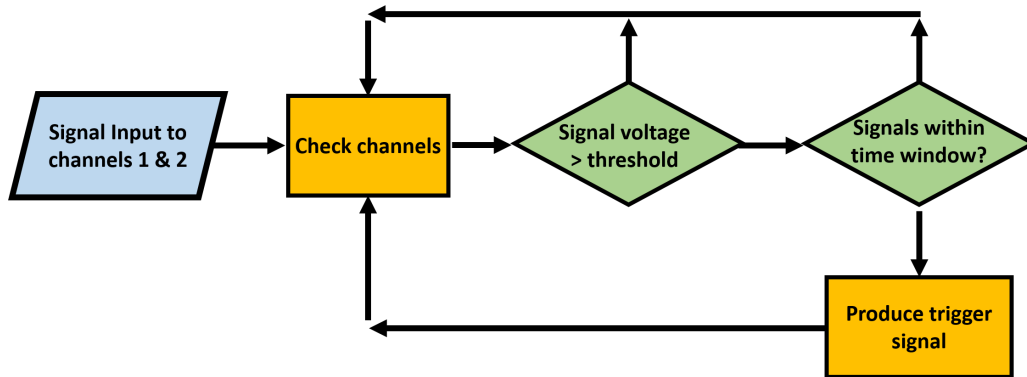 Signal Input to
channels 1 & 2
Check channels
Signal voltage
> threshold
Signals within
time window?
Produce trigger
signal